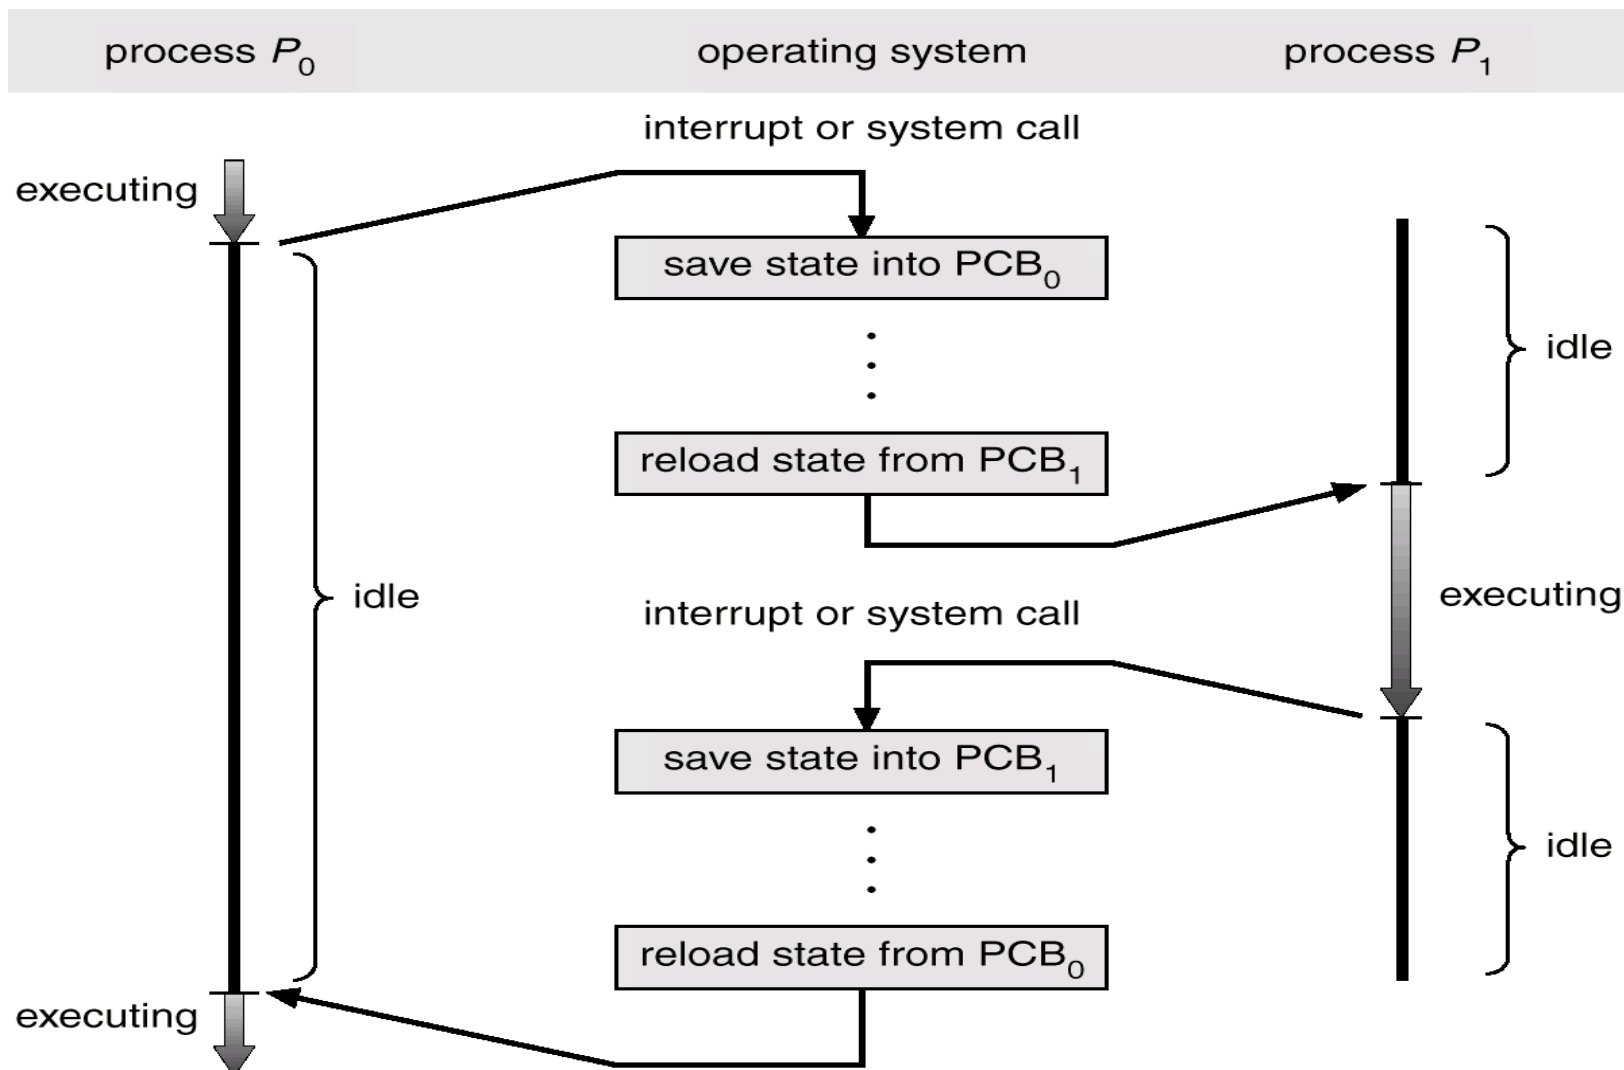 process P0
operating system
process P1
interrupt or system call
executing
save state into PCB0
idle
reload state from PCB1
idle
executing
interrupt or system call
save state into PCB1
idle
reload state from PCB0
executing